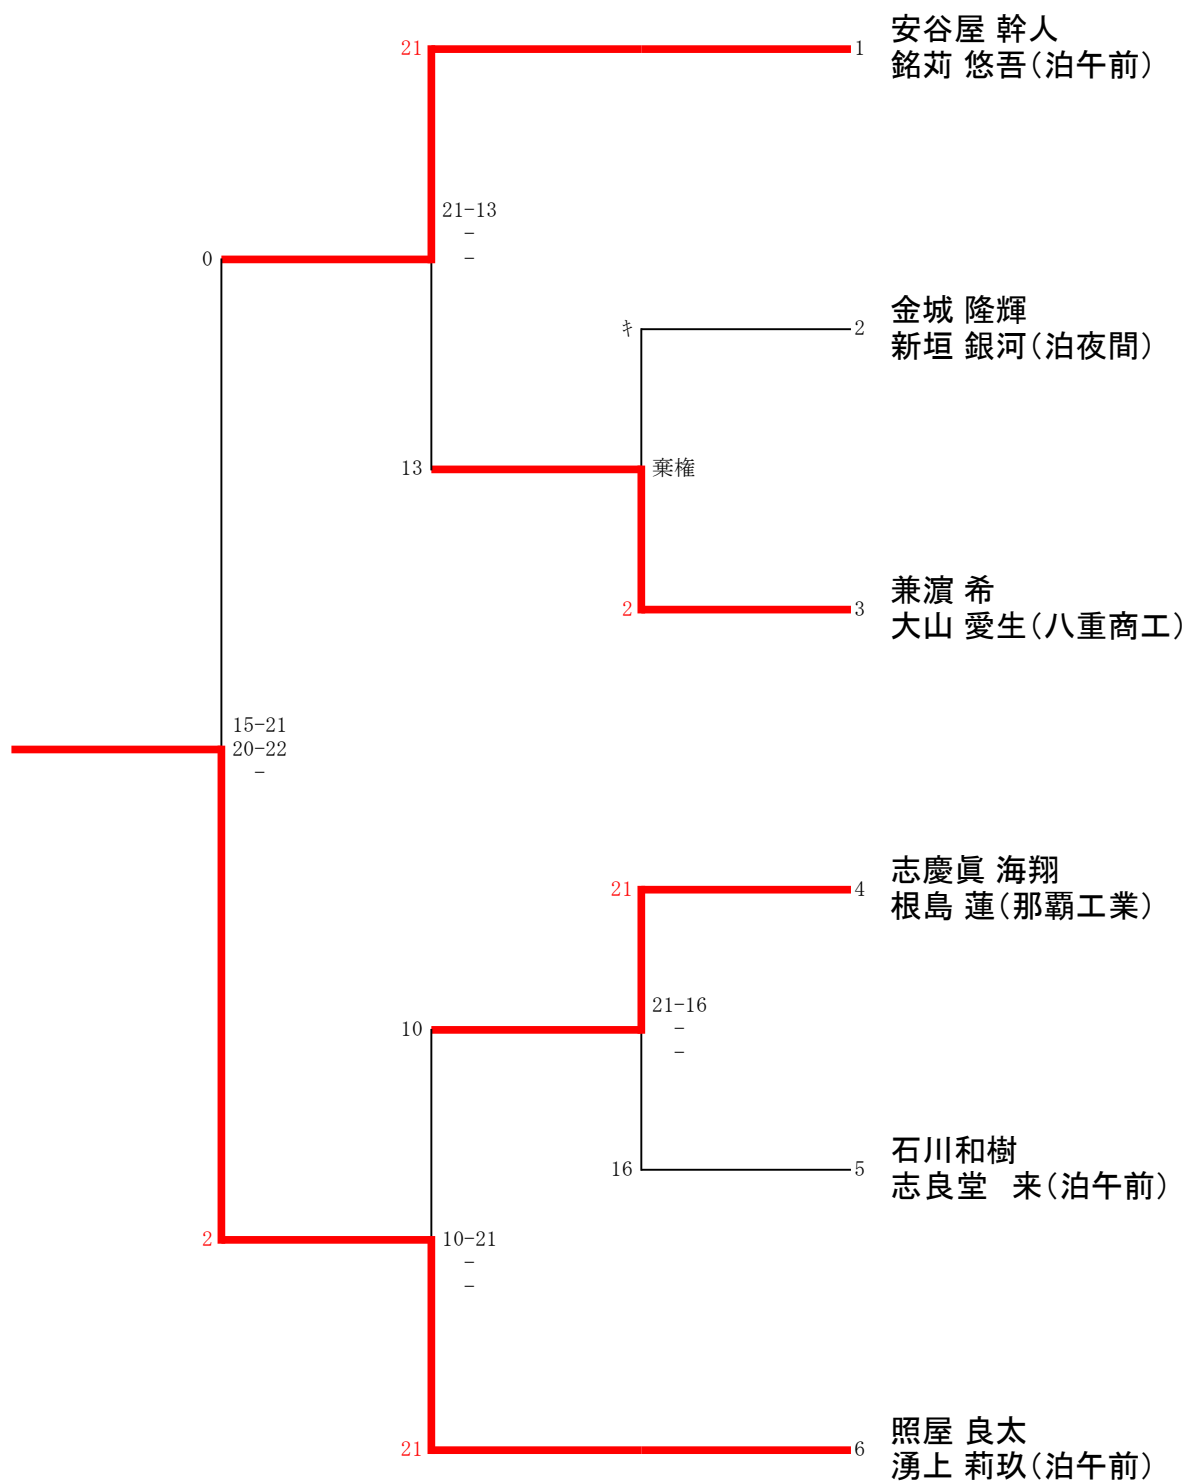 安谷屋 幹人
21
1
銘苅 悠吾(泊午前)
21-13
-
0
-
金城 隆輝
ｷ
2
新垣 銀河(泊夜間)
13
棄権
兼濵 希
2
3
大山 愛生(八重商工)
15-21
20-22
-
志慶眞 海翔
21
4
根島 蓮(那覇工業)
21-16
10
-
-
石川和樹
16
5
志良堂　来(泊午前)
2
10-21
-
-
照屋 良太
21
6
湧上 莉玖(泊午前)